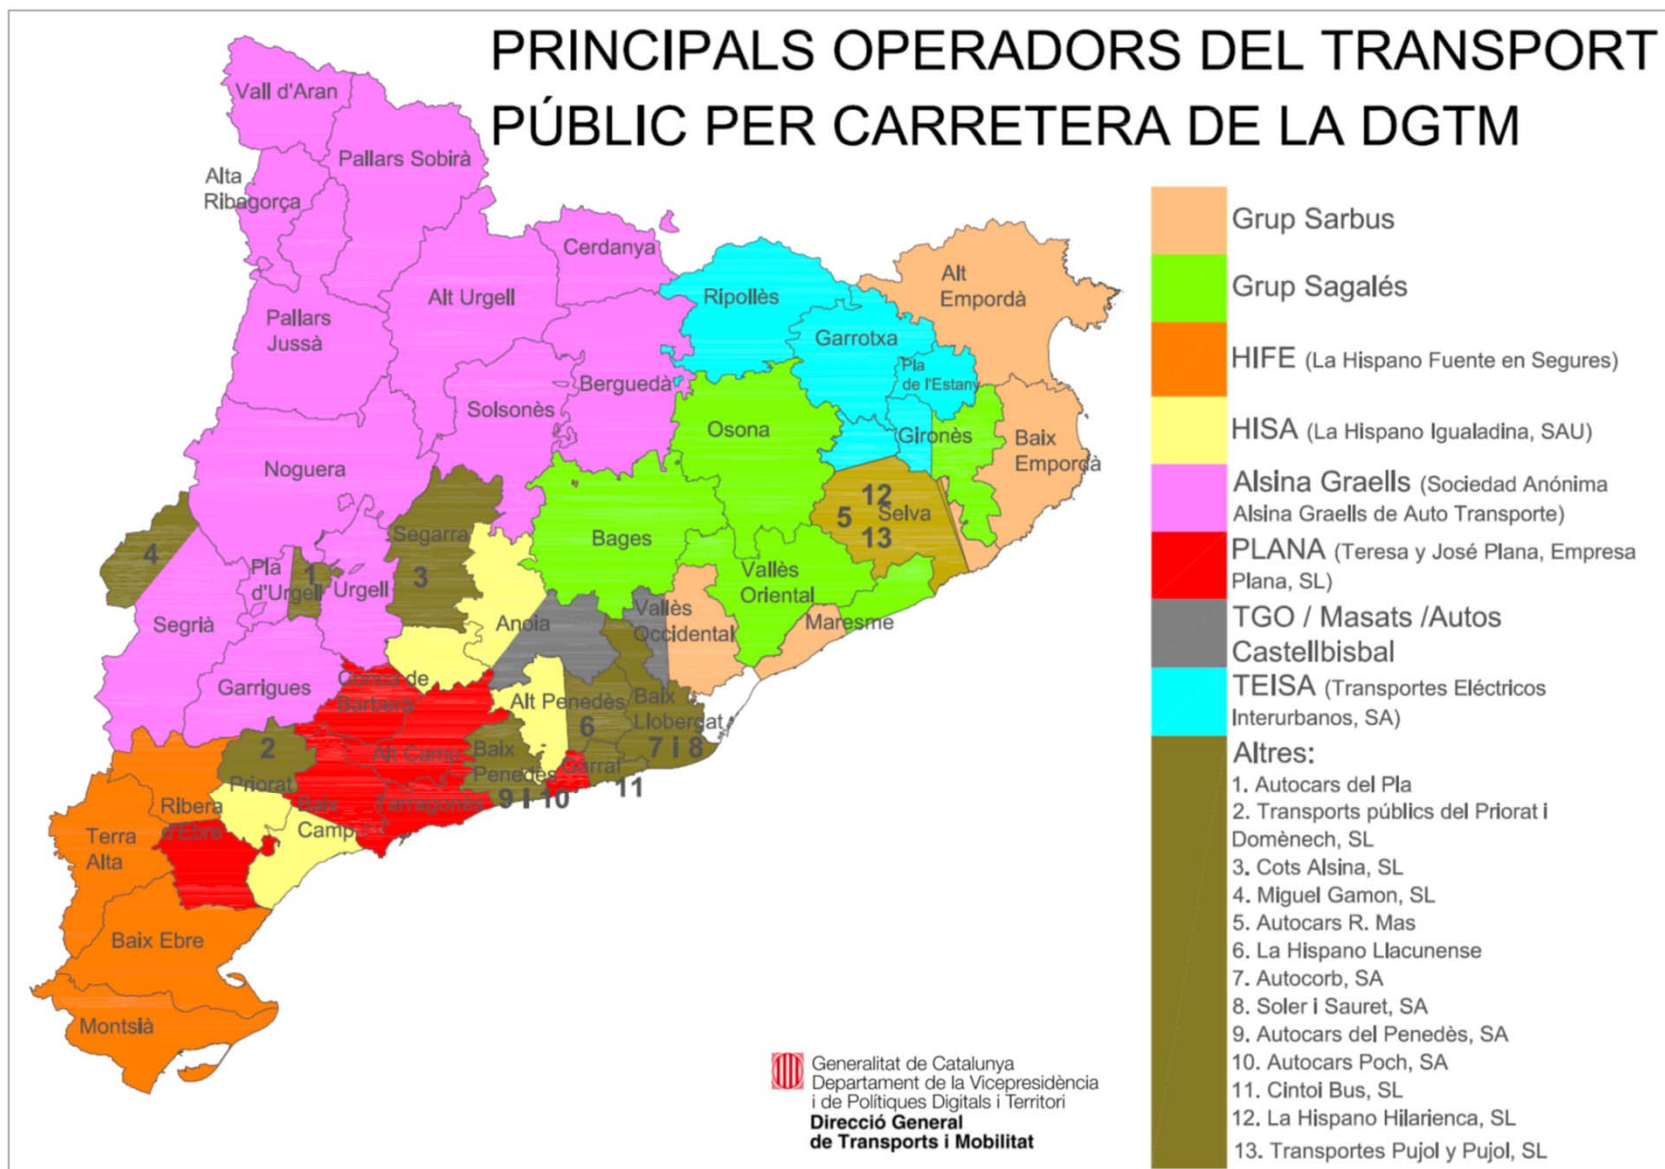 PRINCIPALS OPERADORS DEL TRANSPORT
PÚBLIC PER CARRETERA DE LA DGTM
Vall d'Aran
Pallars Sobirà
Alta
Ribagorça
Cerdanya
Alt Urgell
Pallars
Jussà
Ripollès
Alt
Empordà
Garrotxa
Pla
de l'Estany
Berguedà
Solsonès
Osona
Gironès
Baix
Empordà
Noguera
12
5
Selva
13
Segarra
3
Bages
4
Pla
d'Urgell
1
Urgell
Vallès
Oriental
Vallès
Occidental
Maresme
Segrià
Anoia
Garrigues
Conca de
Barberà
Alt Penedès
6
Baix
Llobregat
7 i 8
2
Priorat
Alt Camp
Baix
Penedès
9 i 10
Garraf
11
Ribera
d'Ebre
Baix
Camp
Tarragonès
Terra
Alta
Baix Ebre
Montsià
Grup Sarbus
Grup Sagalés
HIFE (La Hispano Fuente en Segures)
HISA (La Hispano Igualadina, SAU)
Alsina Graells (Sociedad Anónima
Alsina Graells de Auto Transporte)
PLANA (Teresa y José Plana, Empresa
Plana, SL)
TGO / Masats /Autos
Castellbisbal
TEISA (Transportes Eléctricos
Interurbanos, SA)
Altres:
1. Autocars del Pla
2. Transports públics del Priorat i
Domènech, SL
3. Cots Alsina, SL
4. Miguel Gamon, SL
5. Autocars R. Mas
6. La Hispano Llacunense
7. Autocorb, SA
8. Soler i Sauret, SA
9. Autocars del Penedès, SA
10. Autocars Poch, SA
11. Cintoi Bus, SL
12. La Hispano Hilarienca, SL
13. Transportes Pujol y Pujol, SL
Generalitat de Catalunya
Departament de la Vicepresidència
i de Polítiques Digitals i Territori
Direcció General
de Transports i Mobilitat